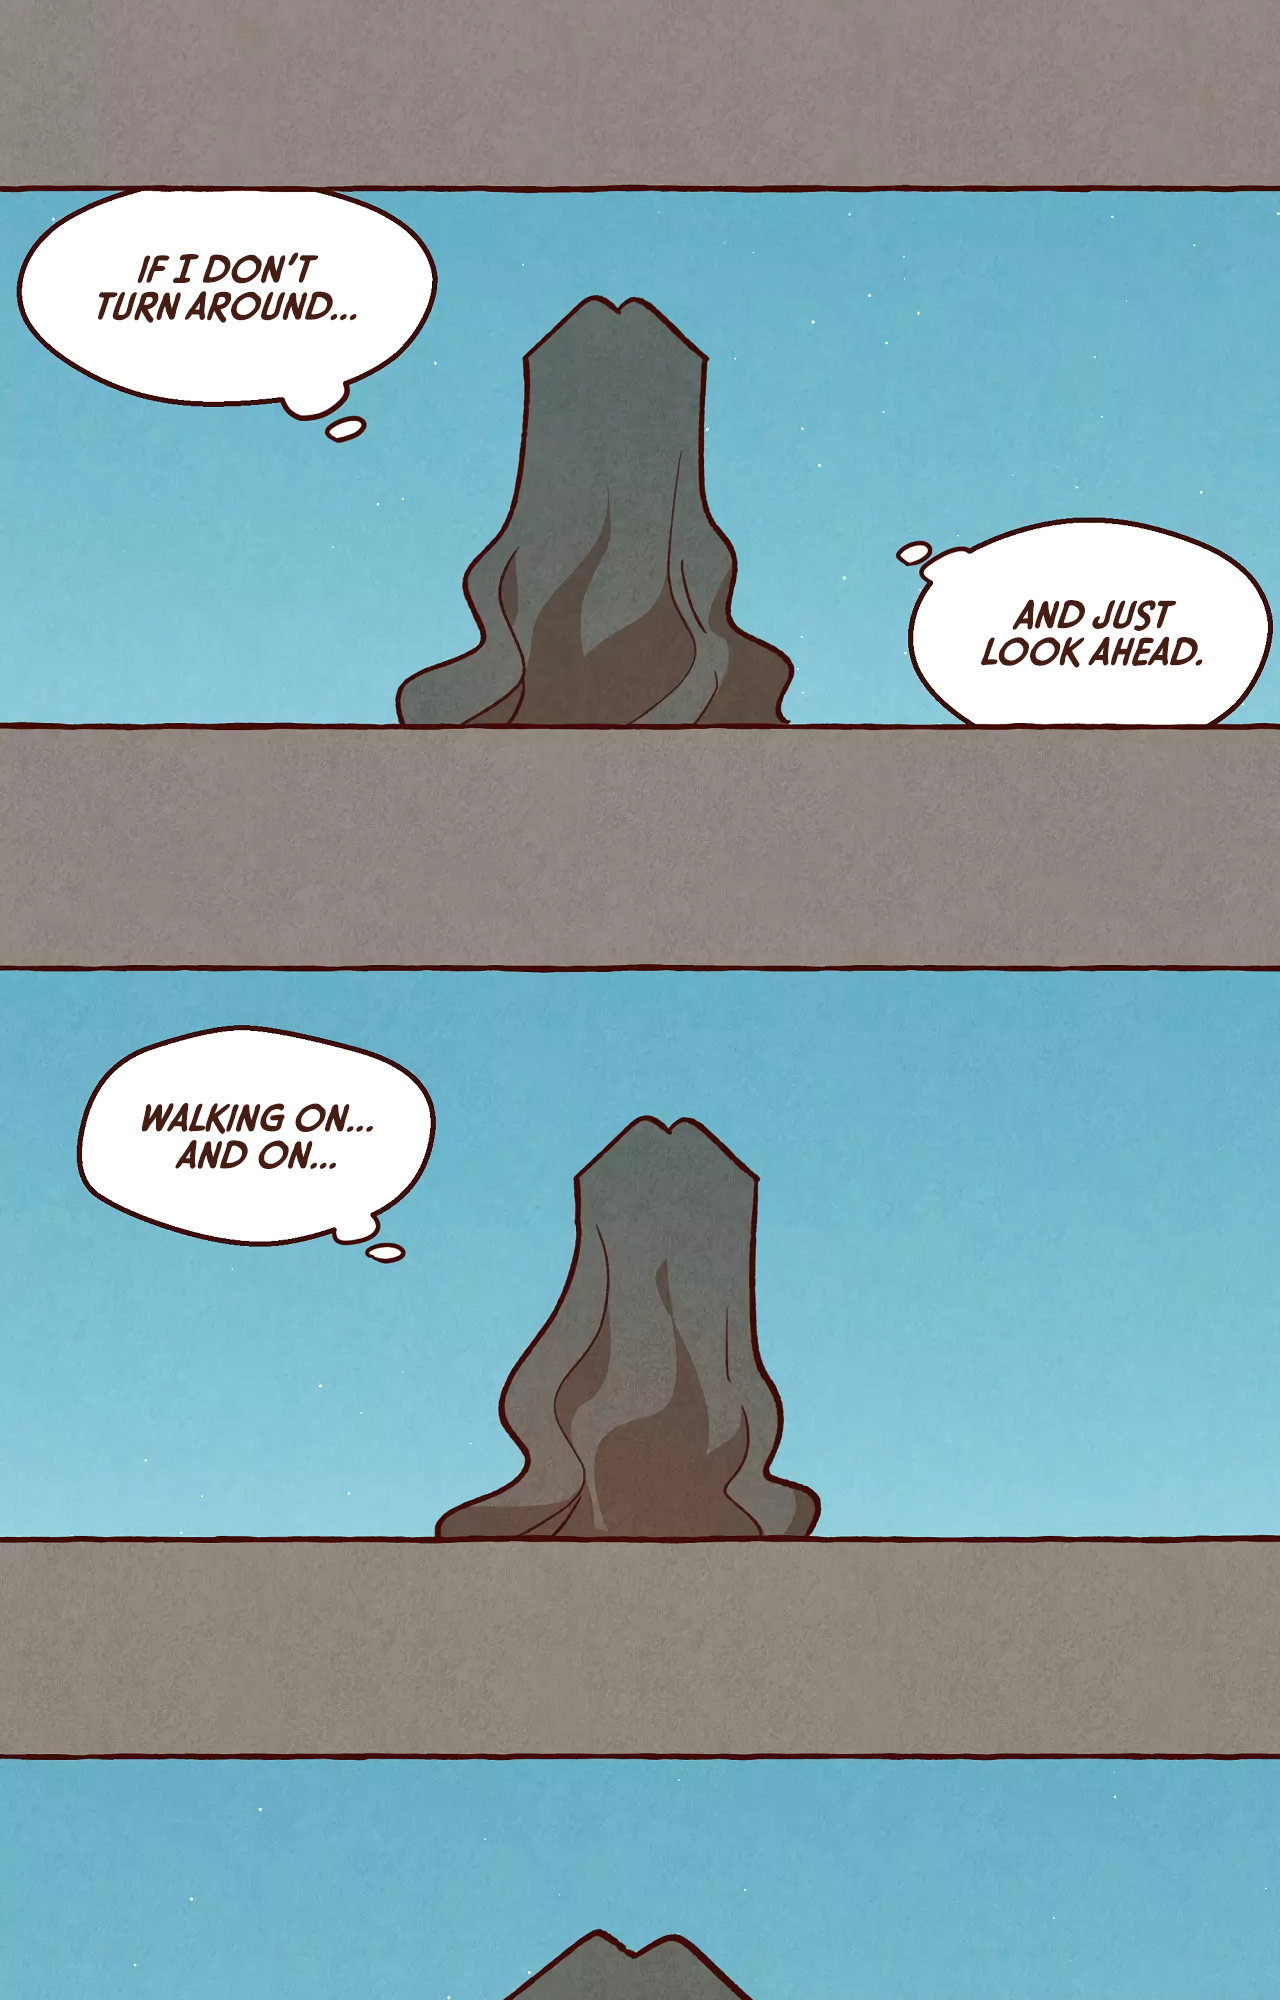 IF I DON'T
TURN AROUND...
AND JUST
LOOK AHEAD.
WALKING ON...
AND ON...